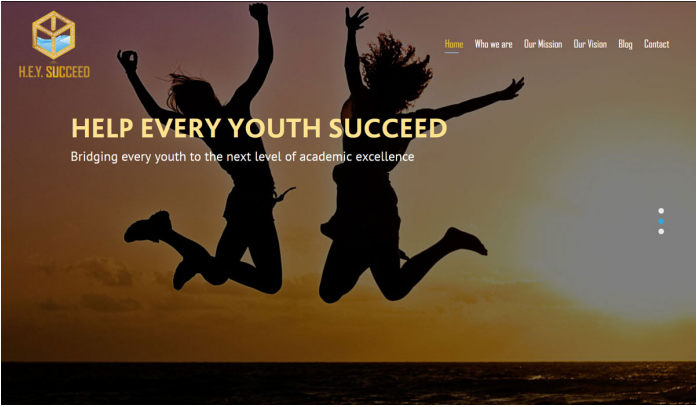 H.E.Y. SUCCEED
Home Who we are Our Mission Our Vision Blog Contact
HELP EVERY YOUTH SUCCEED
Bridging every youth to the next level of academic excellence